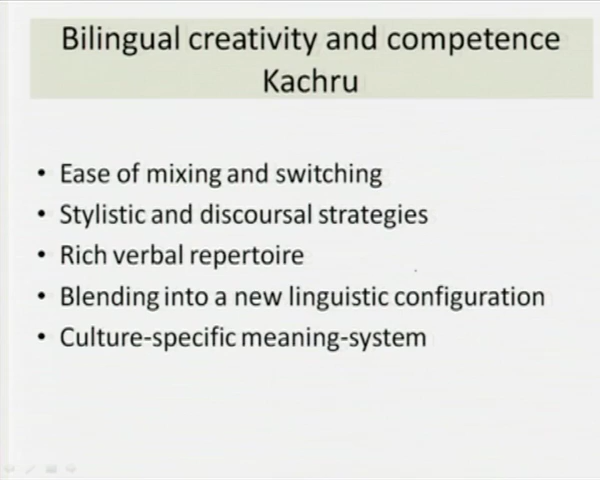 Bilingual creativity and competence
Kachru
• Ease of mixing and switching
• Stylistic and discoursal strategies
• Rich verbal repertoire
• Blending into a new linguistic configuration
• Culture-specific meaning-system